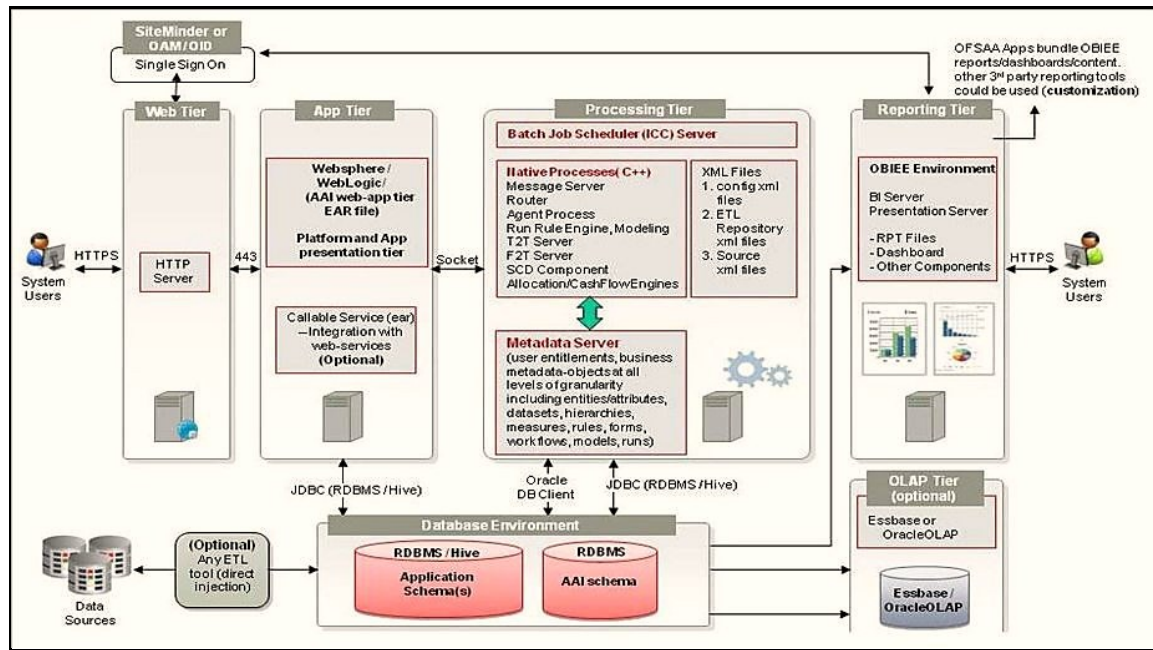 SiteMinder or
OAM/OID
Single Sign On
OFSAA Apps bundle OBIEE
reports/dashboards/content.
other 3rd party reporting tools
could be used (customization)
Web Tier
HTTP
Server
App Tier
Websphere /
WebLogic/
(AAI web-app tier
EAR file)
Platform and App
presentation tier
Callable Service (ear)
–Integration with
web-services
(Optional)
Processing Tier
Batch Job Scheduler (ICC) Server
Native Processes( C++)
Message Server
Router
Agent Process
Run Rule Engine, Modeling
T2T Server
F2T Server
SCD Component
Allocation/CashFlowEngines
XML Files
1. config xml
files
2. ETL
Repository
xml files
3. Source
xml files
Metadata Server
(user entitlements, business
metadata-objects at all
levels of granularity
including entities/attributes,
datasets, hierarchies,
measures, rules, forms,
workflows, models, runs)
Reporting Tier
OBIEE Environment
BI Server
Presentation Server
- RPT Files
- Dashboard
- Other Components
HTTPS
System
Users
443
Socket
HTTPS
System
Users
JDBC (RDBMS /Hive)
Oracle
DB Client
JDBC (RDBMS /Hive)
OLAP Tier
(optional)
Essbase or
OracleOLAP
Essbase /
OracleOLAP
Database Environment
RDBMS / Hive
Application
Schema(s)
RDBMS
AAI schema
(Optional)
Any ETL
tool (direct
injection)
Data
Sources